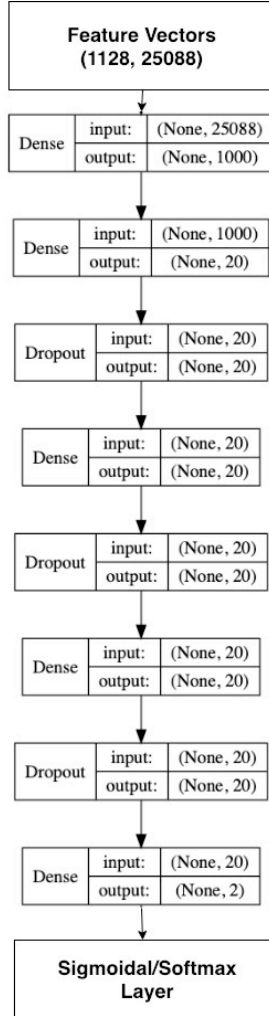 Feature Vectors
(1128, 25088)
Dense input: (None, 25088)
output: (None, 1000)
Dense input: (None, 1000)
output: (None, 20)
Dropout input: (None, 20)
output: (None, 20)
Dense input: (None, 20)
output: (None, 20)
Dropout input: (None, 20)
output: (None, 20)
Dense input: (None, 20)
output: (None, 20)
Dropout input: (None, 20)
output: (None, 20)
Dense input: (None, 20)
output: (None, 2)
Sigmoidal/Softmax
Layer